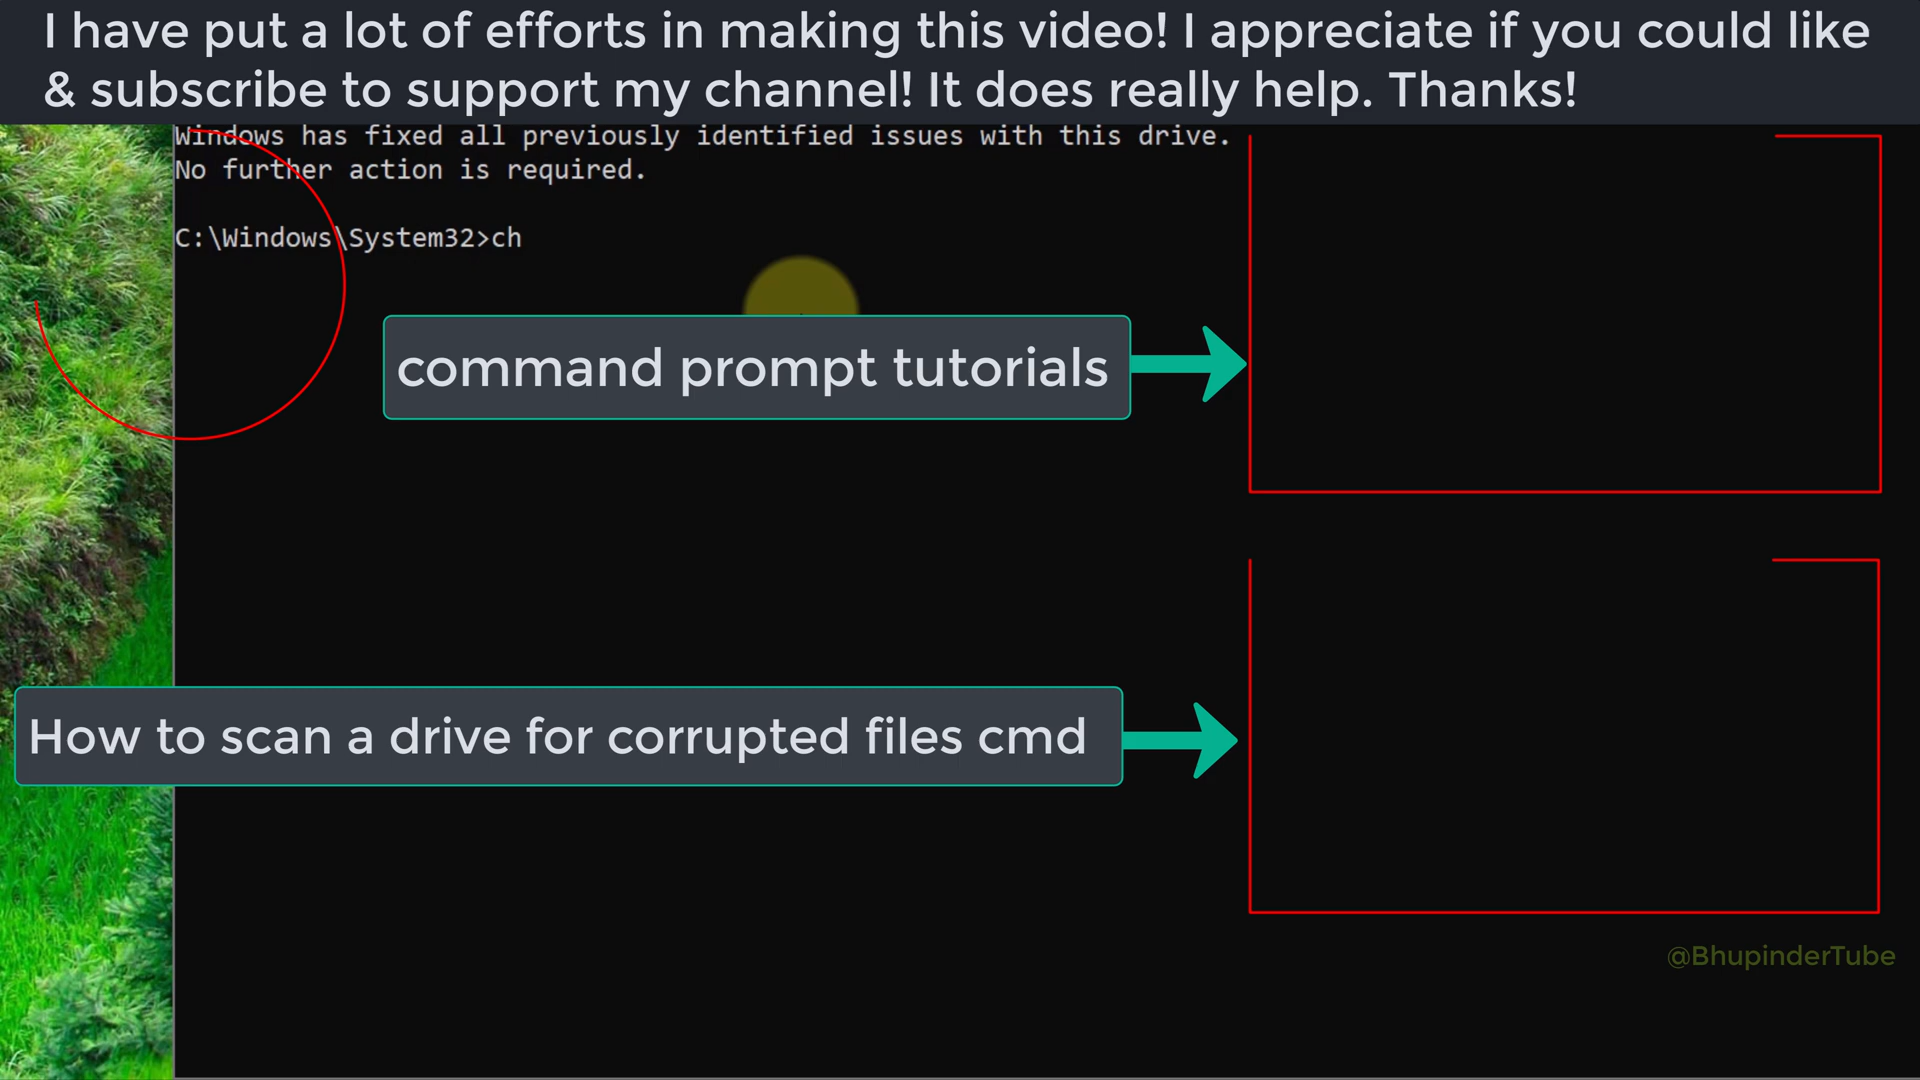 I have put a lot of efforts in making this video! I appreciate if you could like
& subscribe to support my channel! It does really help. Thanks!
Windows has fixed all previously identified issues with this drive.
No further action is required.
C:\Windows\System32>ch
command prompt tutorials
How to scan a drive for corrupted files cmd
@BhupinderTube